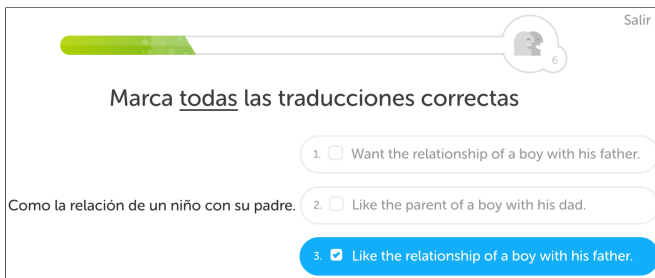 Salir
6
Marca todas las traducciones correctas
1. Want the relationship of a boy with his father.
Como la relación de un niño con su padre.
2. Like the parent of a boy with his dad.
3. Like the relationship of a boy with his father.